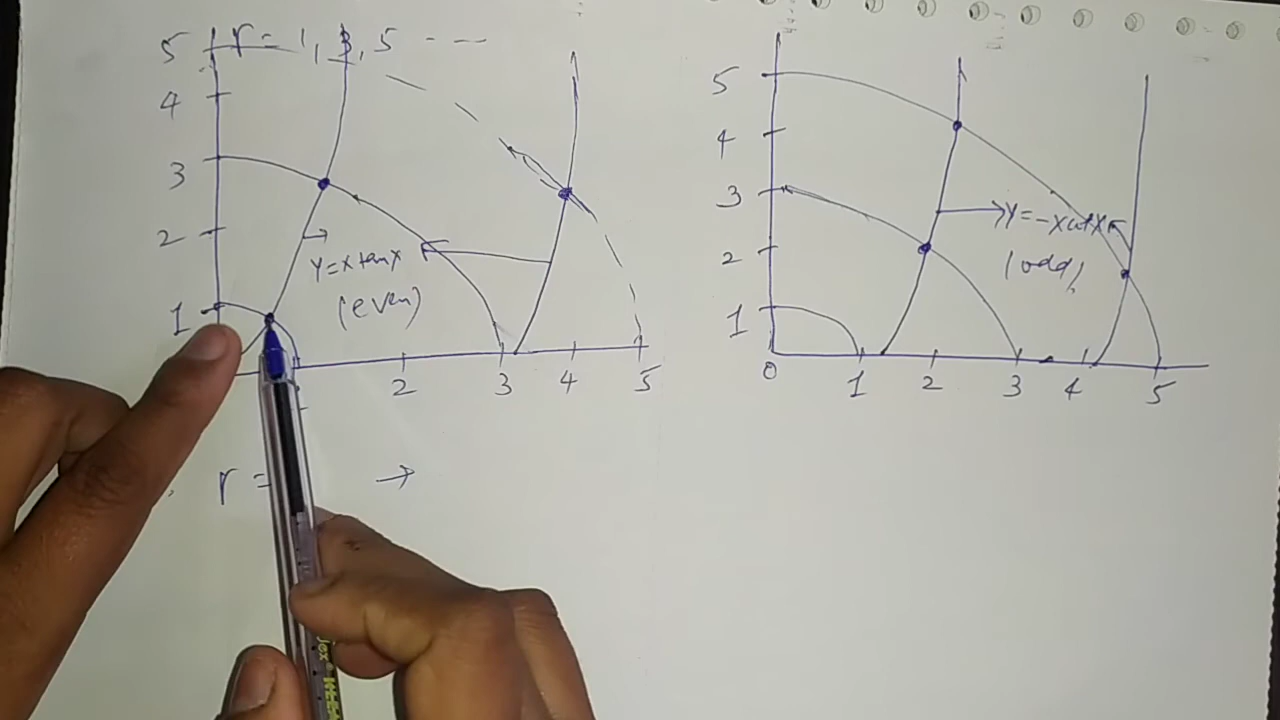 r = 1, 3, 5 - - -
5
4
3
2
1
y = x tan x
(even)
2 3 4 5
5
4
3
2
1
y = -x cot x
(odd)
0 1 2 3 4 5
r = →